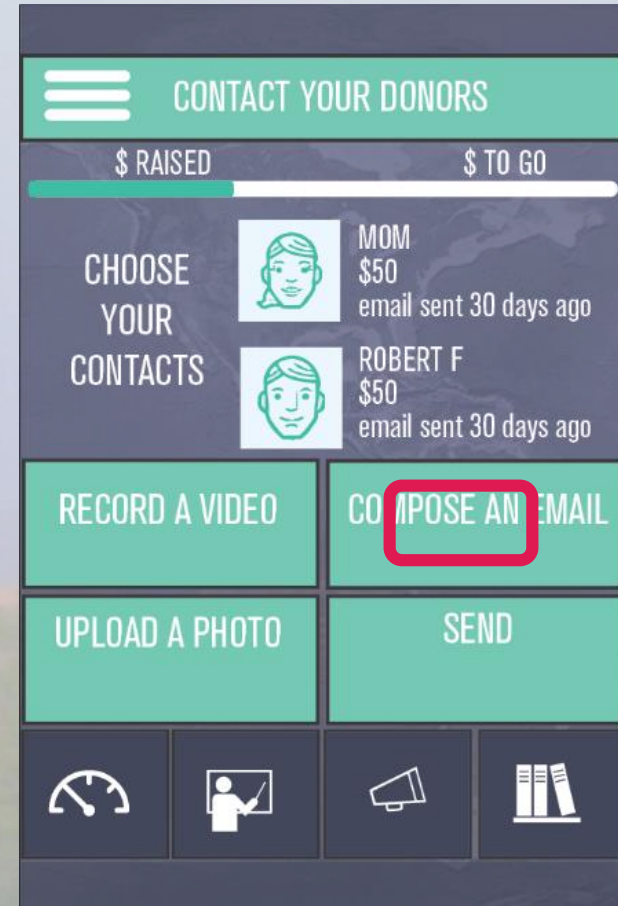 CONTACT YOUR DONORS
$ RAISED
$ TO GO
CHOOSE
YOUR
CONTACTS
MOM
$50
email sent 30 days ago
ROBERT F
$50
email sent 30 days ago
RECORD A VIDEO
COMPOSE AN EMAIL
UPLOAD A PHOTO
SEND